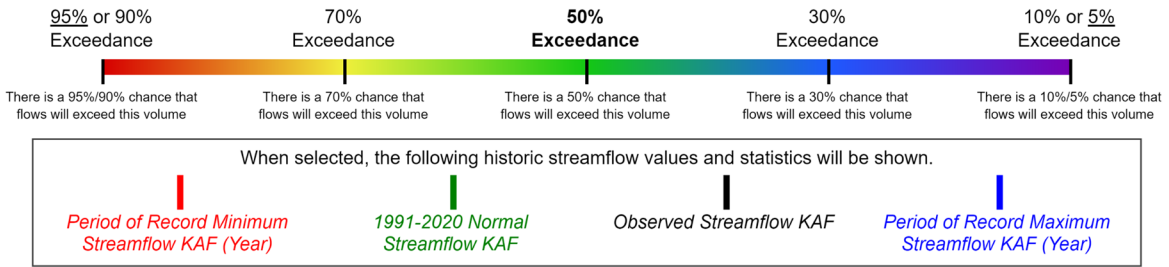 95% or 90%
Exceedance
70%
Exceedance
50%
Exceedance
30%
Exceedance
10% or 5%
Exceedance
There is a 95%/90% chance that
flows will exceed this volume
There is a 70% chance that
flows will exceed this volume
There is a 50% chance that
flows will exceed this volume
There is a 30% chance that
flows will exceed this volume
There is a 10%/5% chance that
flows will exceed this volume
When selected, the following historic streamflow values and statistics will be shown.
Period of Record Minimum
Streamflow KAF (Year)
1991-2020 Normal
Streamflow KAF
Observed Streamflow KAF
Period of Record Maximum
Streamflow KAF (Year)